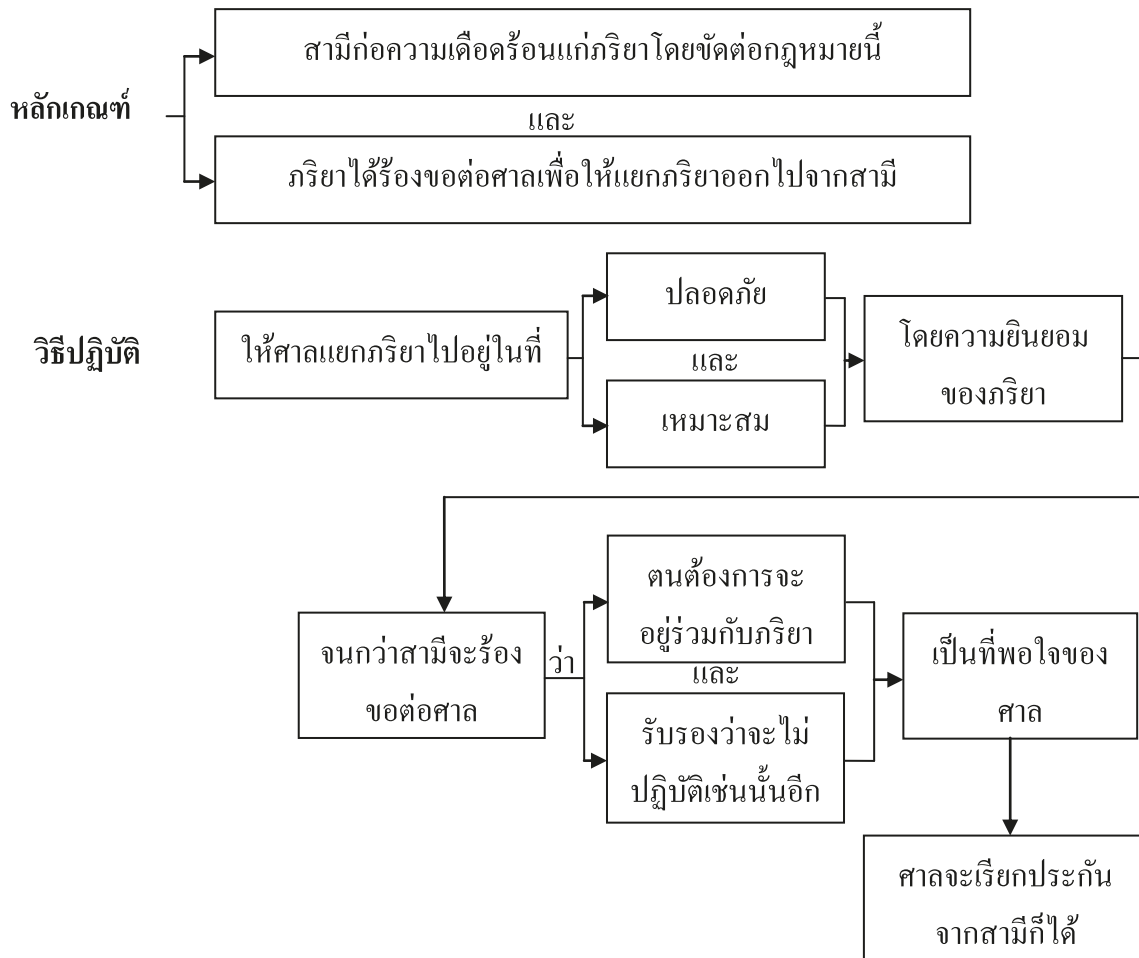 สามีก่อความเดือดร้อนแก่ภริยาโดยขัดต่อกฎหมายนี้
หลักเกณฑ์
และ
ภริยาได้ร้องขอต่อศาลเพื่อให้แยกภริยาออกไปจากสามี
วิธีปฏิบัติ
ให้ศาลแยกภริยาไปอยู่ในที่
ปลอดภัย
และ
เหมาะสม
โดยความยินยอม
ของภริยา
จนกว่าสามีจะร้อง
ขอต่อศาล
ว่า
ตนต้องการจะ
อยู่ร่วมกับภริยา
และ
รับรองว่าจะไม่
ปฏิบัติเช่นนั้นอีก
เป็นที่พอใจของ
ศาล
ศาลจะเรียกประกัน
จากสามีก็ได้